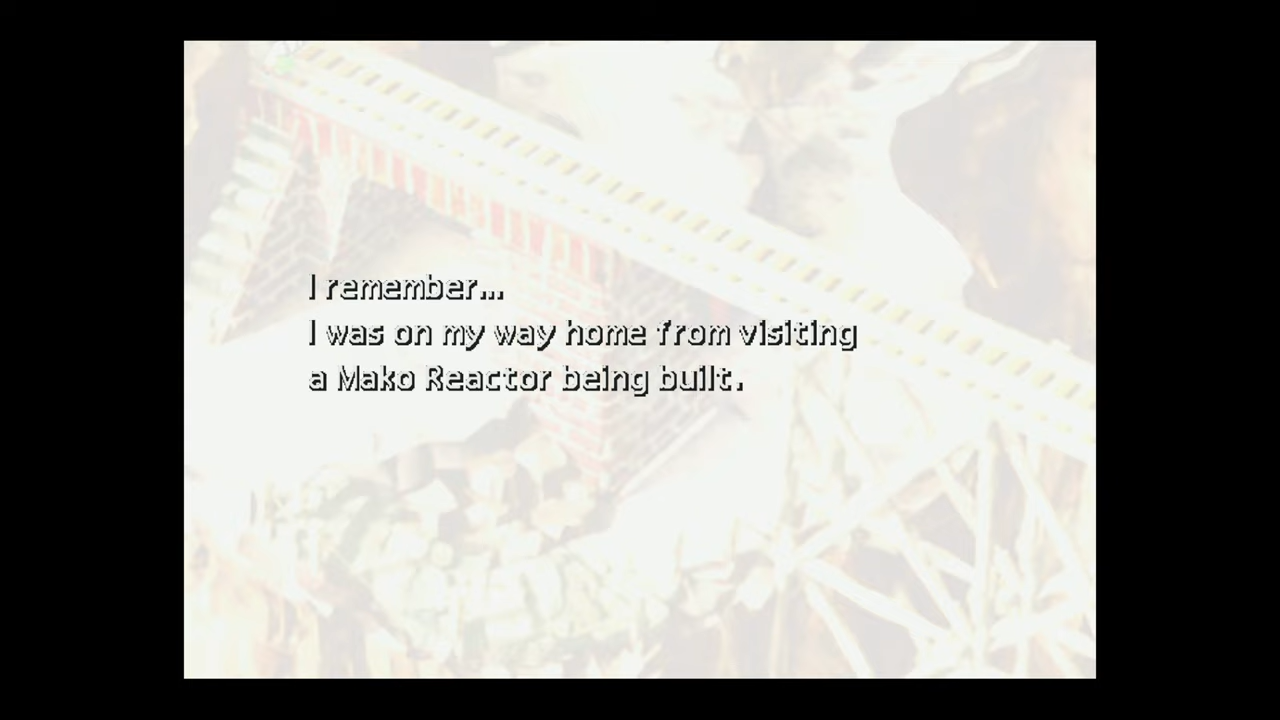 I remember...
I was on my way home from visiting
a Mako Reactor being built.